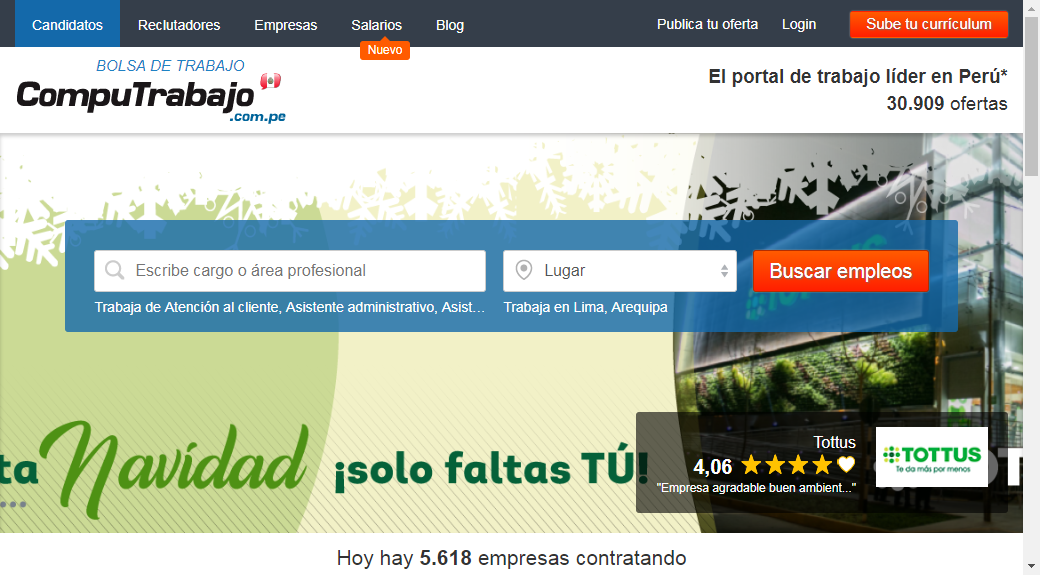 Candidatos Reclutadores Empresas Salarios Blog Publica tu oferta Login Sube tu currículum
Nuevo
BOLSA DE TRABAJO
CompuTrabajo
.com.pe
El portal de trabajo líder en Perú*
30.909 ofertas
Escribe cargo o área profesional Lugar Buscar empleos
Trabaja de Atención al cliente, Asistente administrativo, Asist... Trabaja en Lima, Arequipa
ta Navidad ¡solo faltas TÚ!
Tottus
4,06
"Empresa agradable buen ambient..."
TOTTUS
Te da más por menos
Hoy hay 5.618 empresas contratando